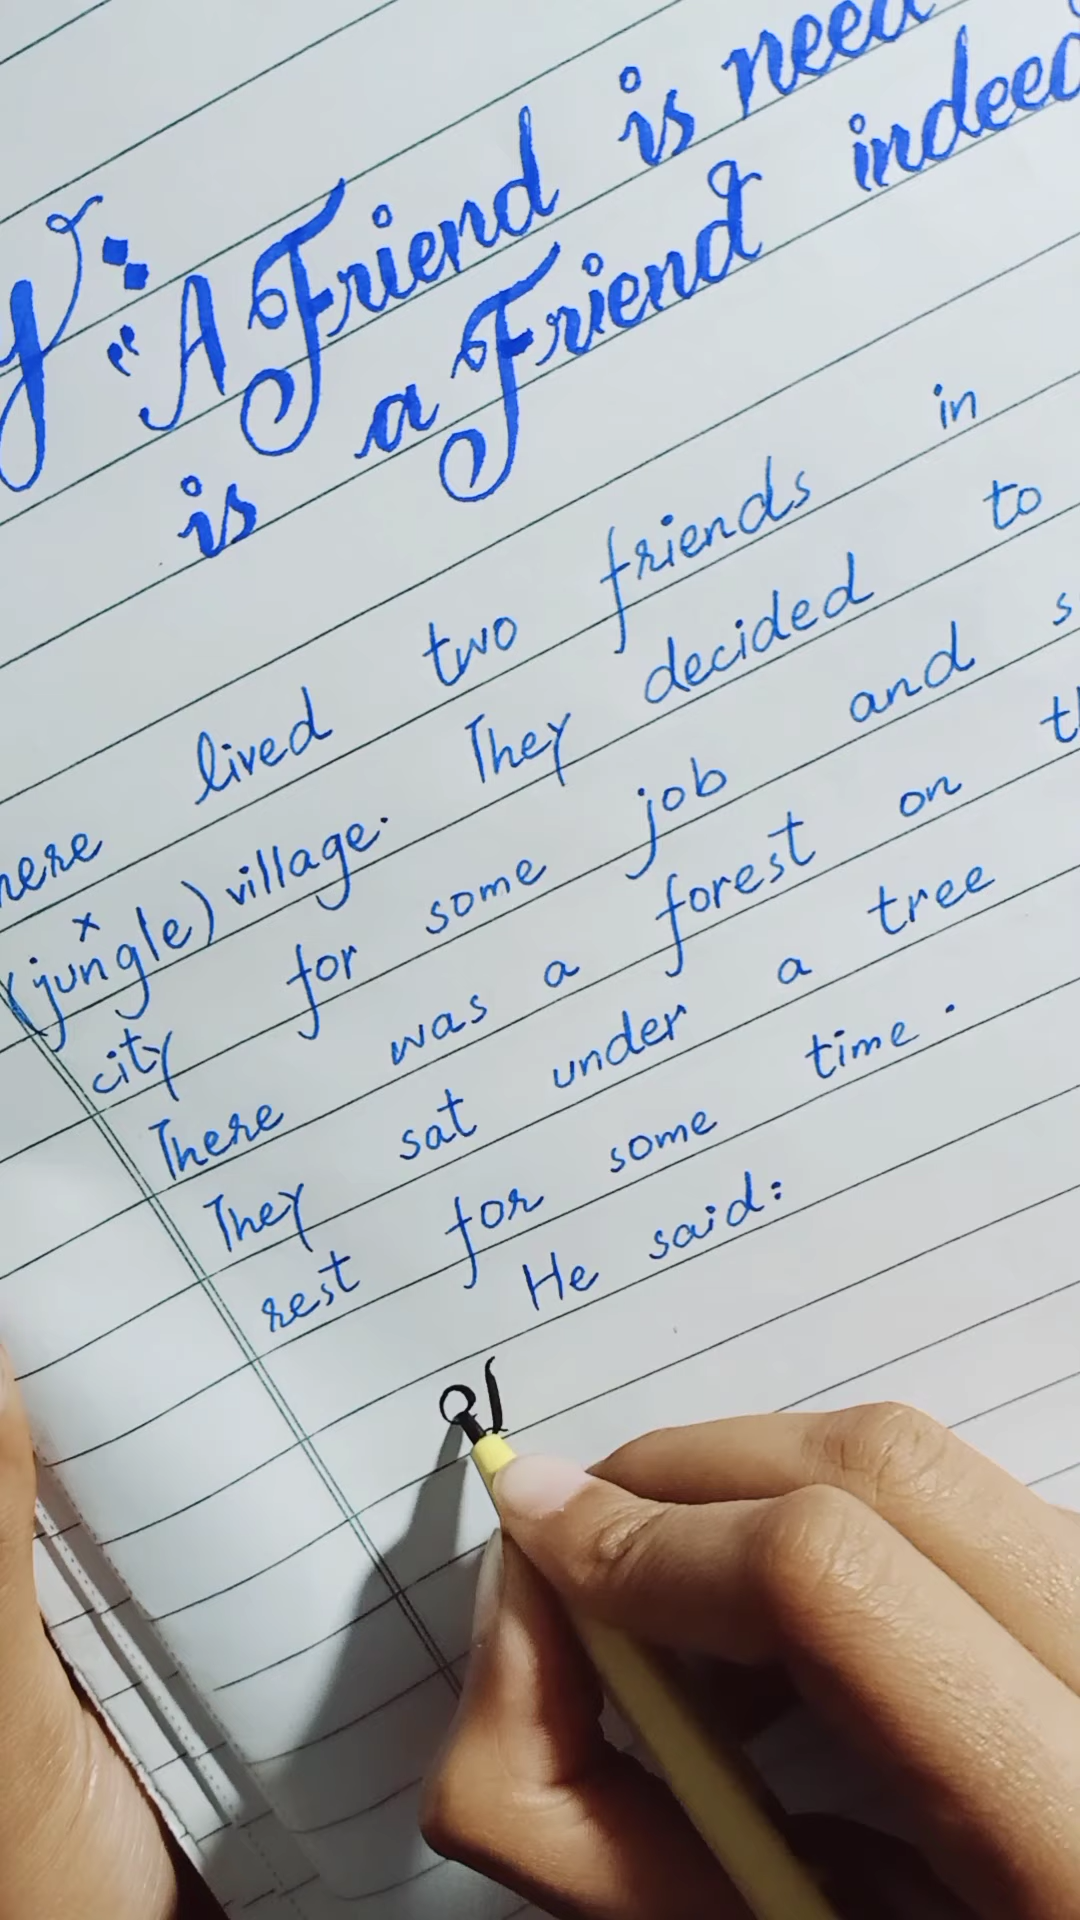 y: "A Friend is need
is a Friend indeed
here lived two friends in
(jungle) village. They decided to
city for some job and s
There was a forest on th
They sat under a tree
rest for some time.
He said: